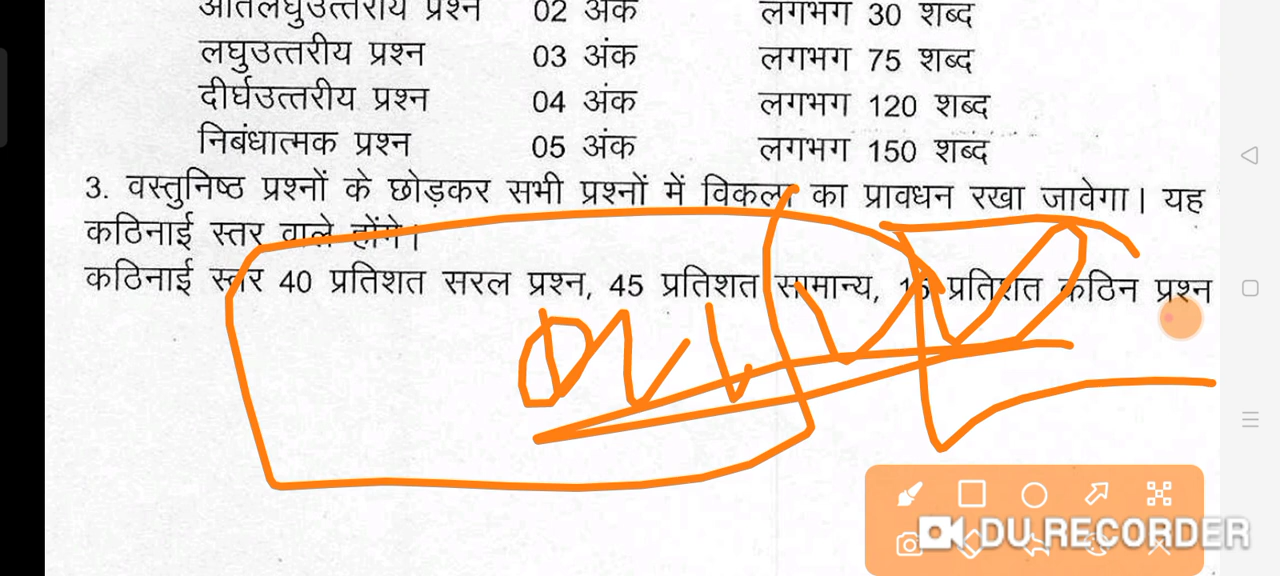 अतिलघुउत्तरीय प्रश्न 02 अंक लगभग 30 शब्द
लघुउत्तरीय प्रश्न 03 अंक लगभग 75 शब्द
दीर्घउत्तरीय प्रश्न 04 अंक लगभग 120 शब्द
निबंधात्मक प्रश्न 05 अंक लगभग 150 शब्द
3. वस्तुनिष्ठ प्रश्नों के छोड़कर सभी प्रश्नों में का प्रावधन रखा जावेगा। यह
कठिनाई स्तर वाले होंगे।
कठिनाई स्तर 40 प्रतिशत सरल प्रश्न, 45 प्रतिशत सामान्य, प्रतिशत कठिन प्रश्न
DU RECORDER